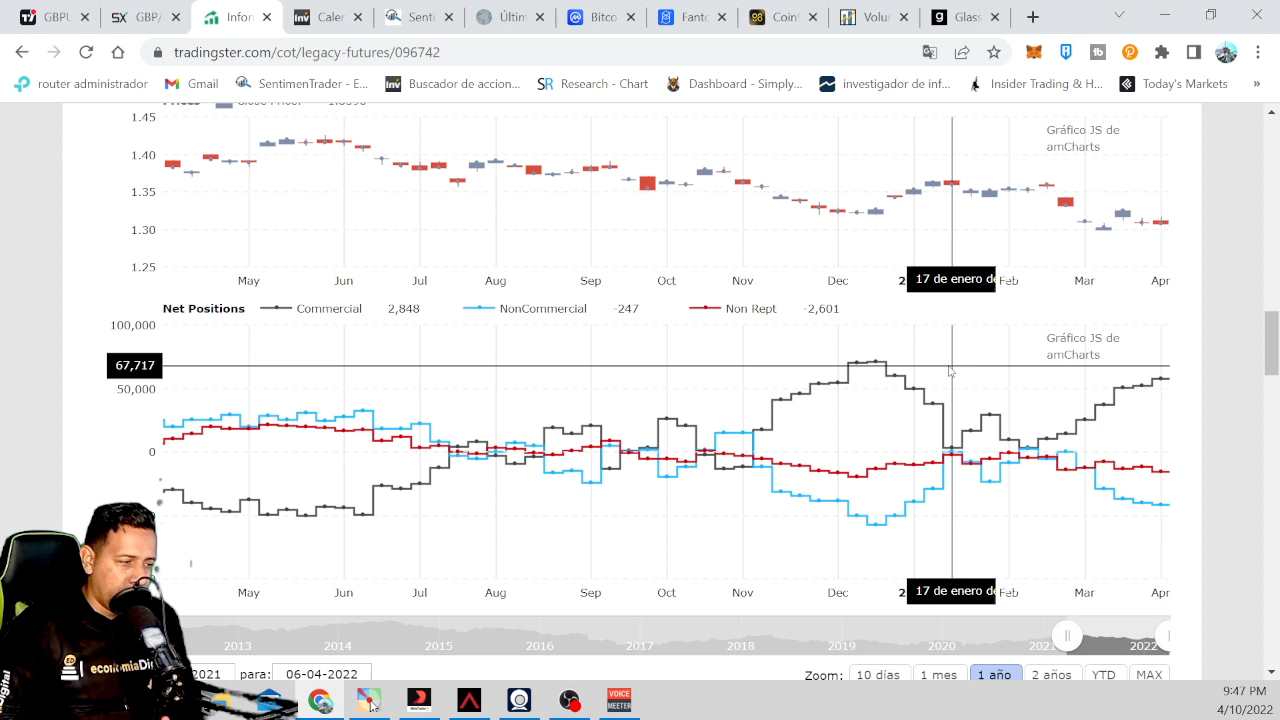 GBPL
GBP/
Inforr
Caler
Senti
Últim
Bitco
Fanto
Coin
Volur
Glass
tradingster.com/cot/legacy-futures/096742
router administrador
Gmail
SentimenTrader - E...
Buscador de accion...
Research - Chart
Dashboard - Simply...
investigador de inf...
Insider Trading & H...
Today's Markets
»
1.45
1.40
1.35
1.30
1.25
Gráfico JS de
amCharts
May
Jun
Jul
Aug
Sep
Oct
Nov
Dec
2
17 de enero de
Feb
Mar
Apr
Net Positions
Commercial 2,848
NonCommercial -247
Non Rept -2,601
100,000
67,717
50,000
0
Gráfico JS de
amCharts
May
Jun
Jul
Aug
Sep
Oct
Nov
Dec
2
17 de enero de
Feb
Mar
Apr
2013
2014
2015
2016
2017
2018
2019
2020
2021
2022
2021
para:
06-04-2022
Zoom:
10 días
1 mes
1 año
2 años
YTD
MAX
economiaDi
VOICE
MEETER
9:47 PM
4/10/2022